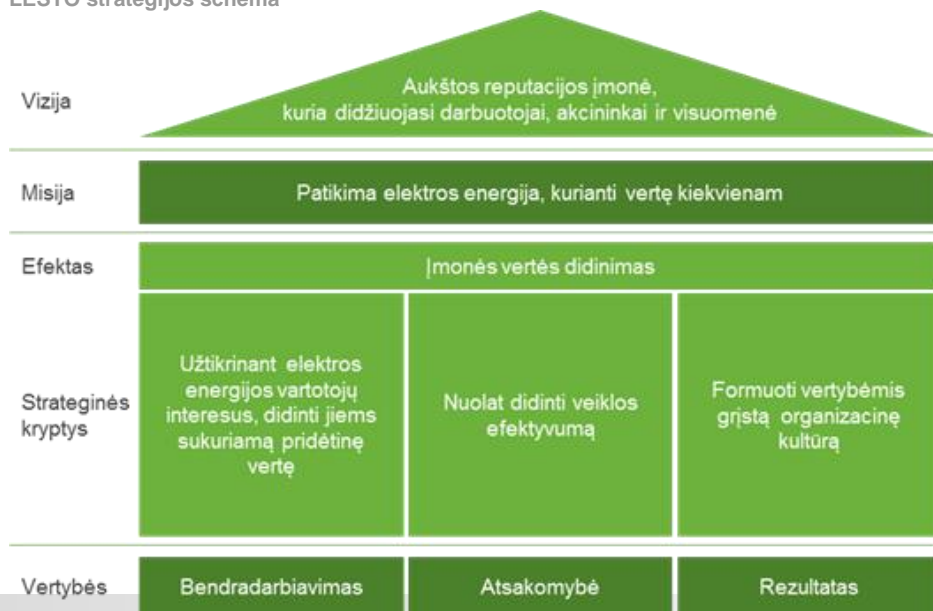 LESTO strategijos schema
Vizija
Aukštos reputacijos įmonė,
kuria didžiuojasi darbuotojai, akcininkai ir visuomenė
Misija
Patikima elektros energija, kurianti vertę kiekvienam
Efektas
Įmonės vertės didinimas
Strateginės
kryptys
Užtikrinant elektros
energijos vartotojų
interesus, didinti jiems
sukuriamą pridėtinę
vertę
Nuolat didinti veiklos
efektyvumą
Formuoti vertybėmis
grįstą organizacinę
kultūrą
Vertybės
Bendradarbiavimas
Atsakomybė
Rezultatas